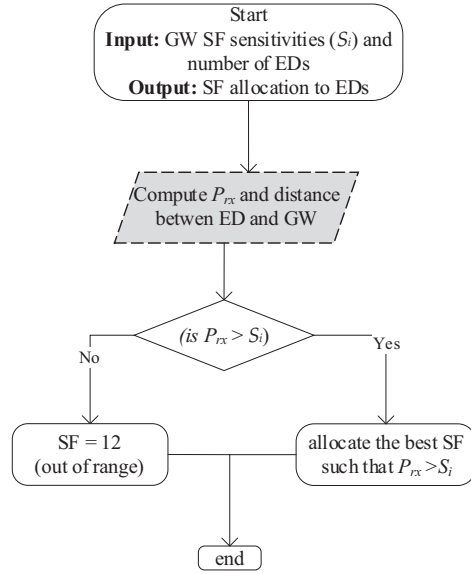 Start
Input: GW SF sensitivities (Si) and
number of EDs
Output: SF allocation to EDs
Compute Prx and distance
betwen ED and GW
(is Prx > Si)
No
Yes
SF = 12
(out of range)
allocate the best SF
such that Prx >Si
end